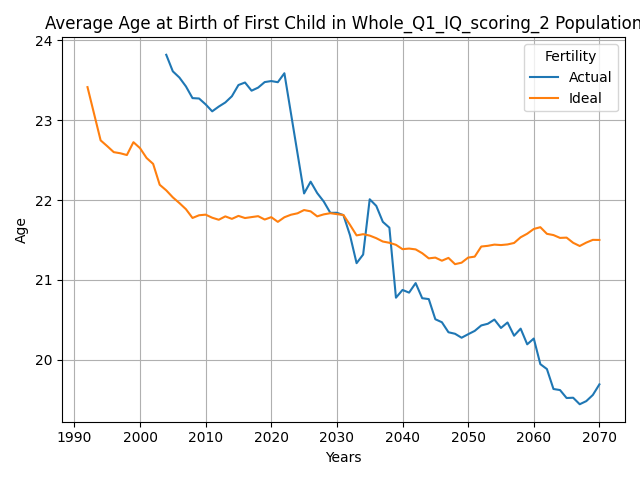 Average Age at Birth of First Child in Whole_Q1_IQ_scoring_2 Population
Fertility
Actual
Ideal
Age
24
23
22
21
20
1990
2000
2010
2020
2030
2040
2050
2060
2070
Years